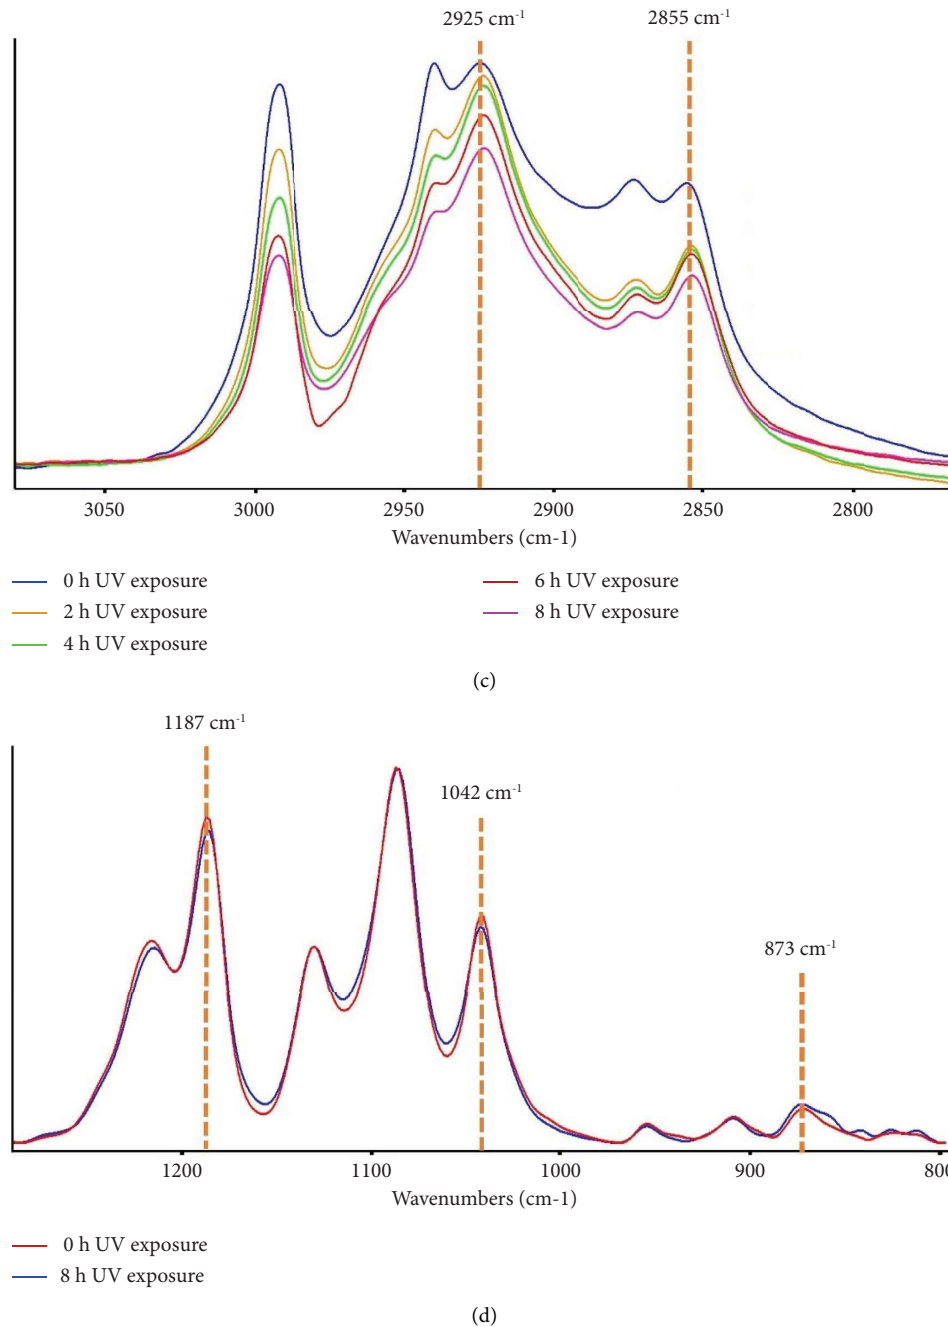 2925 cm-1 2855 cm-1
3050 3000 2950 2900 2850 2800
Wavenumbers (cm-1)
0 h UV exposure 6 h UV exposure
2 h UV exposure 8 h UV exposure
4 h UV exposure
(c)
1187 cm-1
1042 cm-1
873 cm-1
1200 1100 1000 900 800
Wavenumbers (cm-1)
0 h UV exposure
8 h UV exposure
(d)